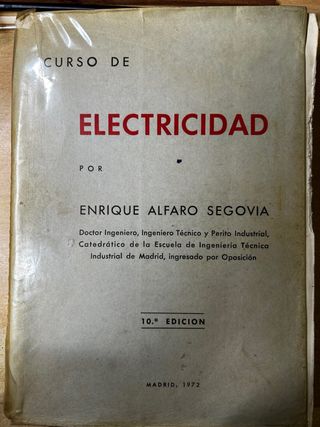 CURSO DE
ELECTRICIDAD
POR
ENRIQUE ALFARO SEGOVIA
Doctor Ingeniero, Ingeniero Técnico y Perito Industrial,
Catedrático de la Escuela de Ingeniería Técnica
Industrial de Madrid, ingresado por Oposición
10.ª EDICION
MADRID, 1972